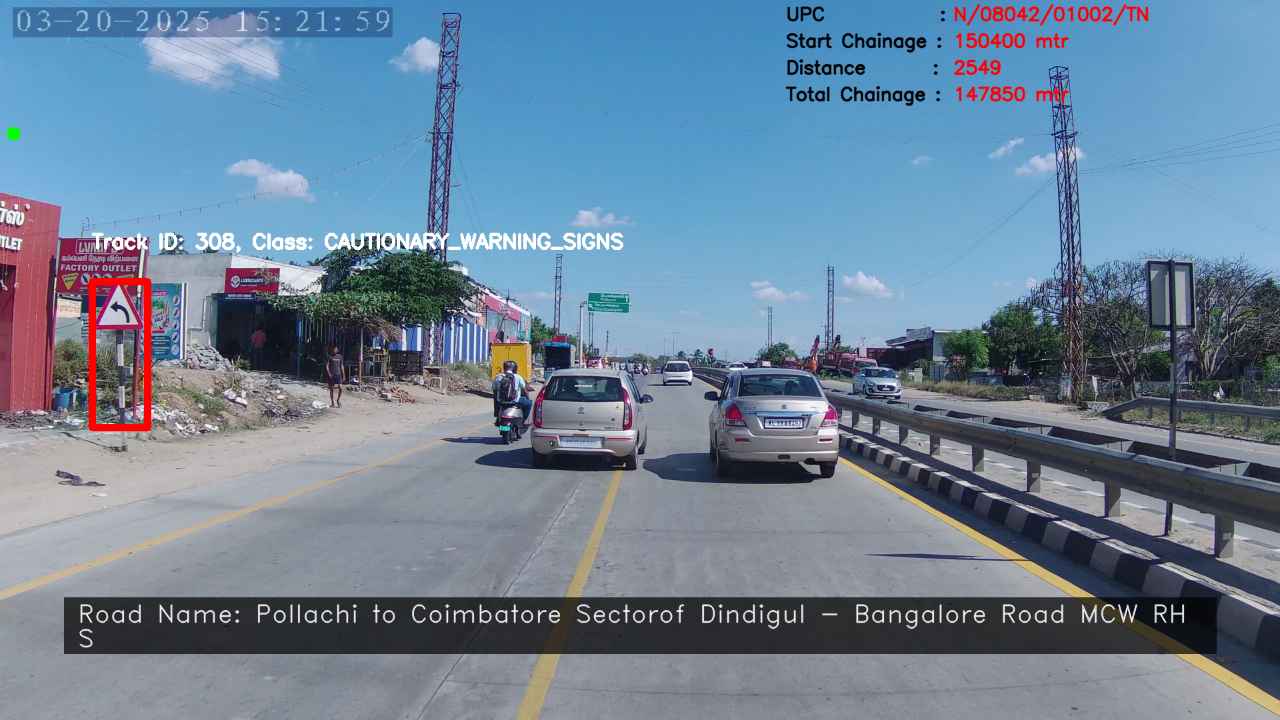 03-20-2025 15:21:59
UPC : N/08042/01002/TN
Start Chainage : 150400 mtr
Distance : 2549
Total Chainage : 147850 mtr
Track ID: 308, Class: CAUTIONARY_WARNING_SIGNS
FACTORY OUTLET
Road Name: Pollachi to Coimbatore Sectorof Dindigul - Bangalore Road MCW RH
S